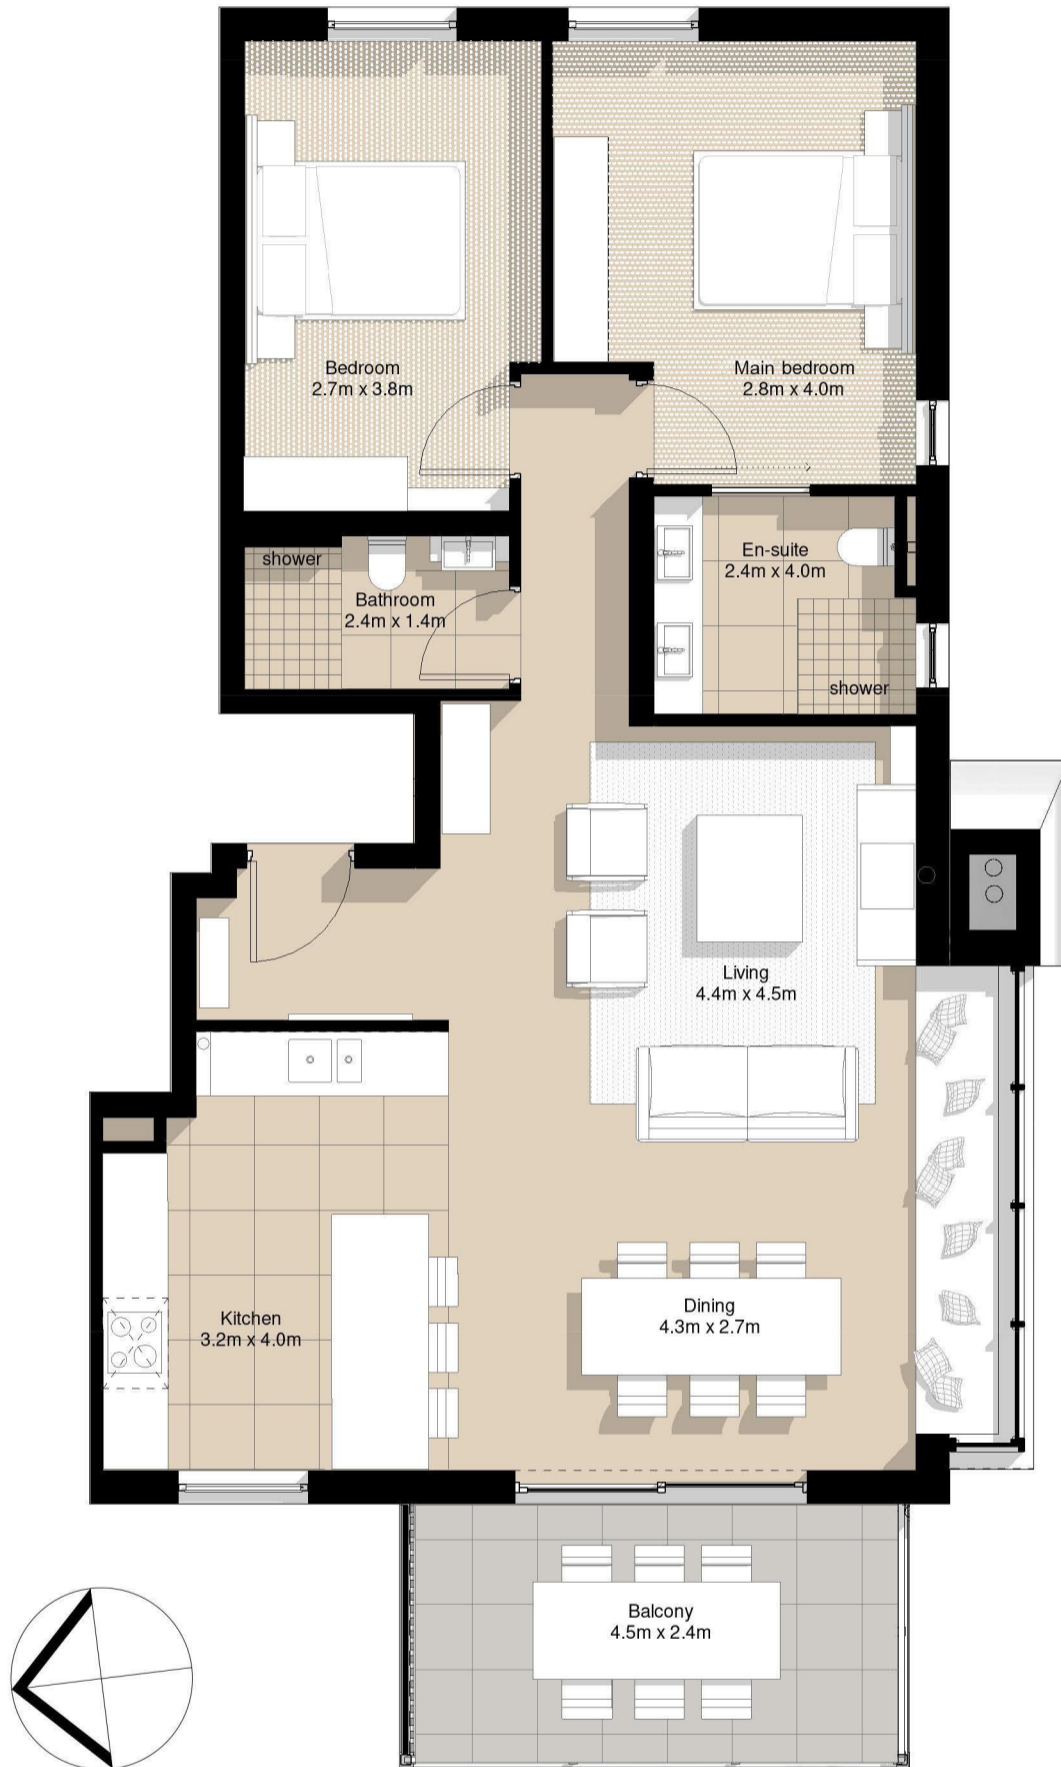 Bedroom
2.7m x 3.8m
Main bedroom
2.8m x 4.0m
shower
Bathroom
2.4m x 1.4m
En-suite
2.4m x 4.0m
shower
Living
4.4m x 4.5m
Kitchen
3.2m x 4.0m
Dining
4.3m x 2.7m
Balcony
4.5m x 2.4m